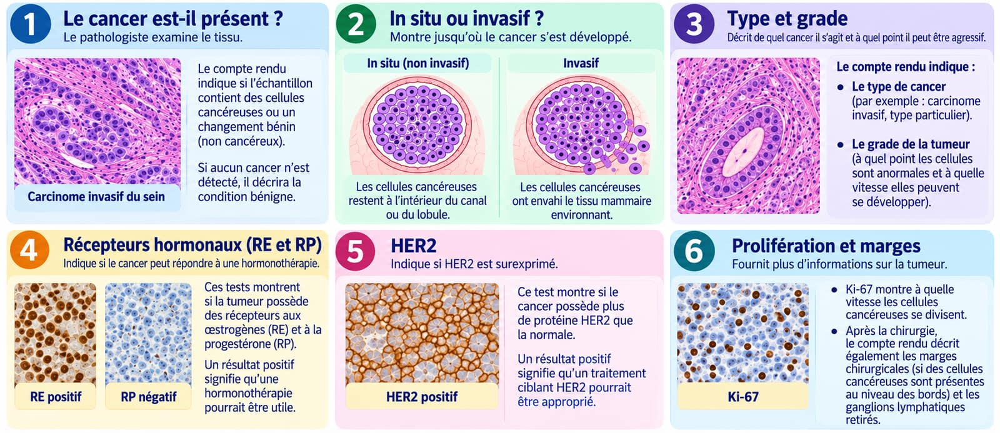 1
Le cancer est-il présent ?
Le pathologiste examine le tissu.
Carcinome invasif du sein
Le compte rendu
indique si l'échantillon
contient des cellules
cancéreuses ou un
changement bénin
(non cancéreux).
Si aucun cancer n'est
détecté, il décrira la
condition bénigne.
2
In situ ou invasif ?
Montre jusqu'où le cancer s'est développé.
In situ (non invasif)
Les cellules cancéreuses
restent à l'intérieur du canal
ou du lobule.
Invasif
Les cellules cancéreuses
ont envahi le tissu mammaire
environnant.
3
Type et grade
Décrit de quel cancer il s'agit et à quel point il peut être agressif.
Le compte rendu indique :
● Le type de cancer
(par exemple : carcinome
invasif, type particulier).
● Le grade de la tumeur
(à quel point les cellules
sont anormales et à quelle
vitesse elles peuvent
se développer).
4
Récepteurs hormonaux (RE et RP)
Indique si le cancer peut répondre à une hormonothérapie.
RE positif
RP négatif
Ces tests montrent
si la tumeur possède
des récepteurs aux
œstrogènes (RE) et à la
progestérone (RP).
Un résultat positif
signifie qu'une
hormonothérapie
pourrait être utile.
5
HER2
Indique si HER2 est surexprimé.
HER2 positif
Ce test montre si le
cancer possède plus
de protéine HER2 que
la normale.
Un résultat positif
signifie qu'un traitement
ciblant HER2 pourrait
être approprié.
6
Prolifération et marges
Fournit plus d'informations sur la tumeur.
Ki-67
● Ki-67 montre à quelle
vitesse les cellules
cancéreuses se divisent.
● Après la chirurgie,
le compte rendu décrit
également les marges
chirurgicales (si des cellules
cancéreuses sont présentes
au niveau des bords) et les
ganglions lymphatiques
retirés.